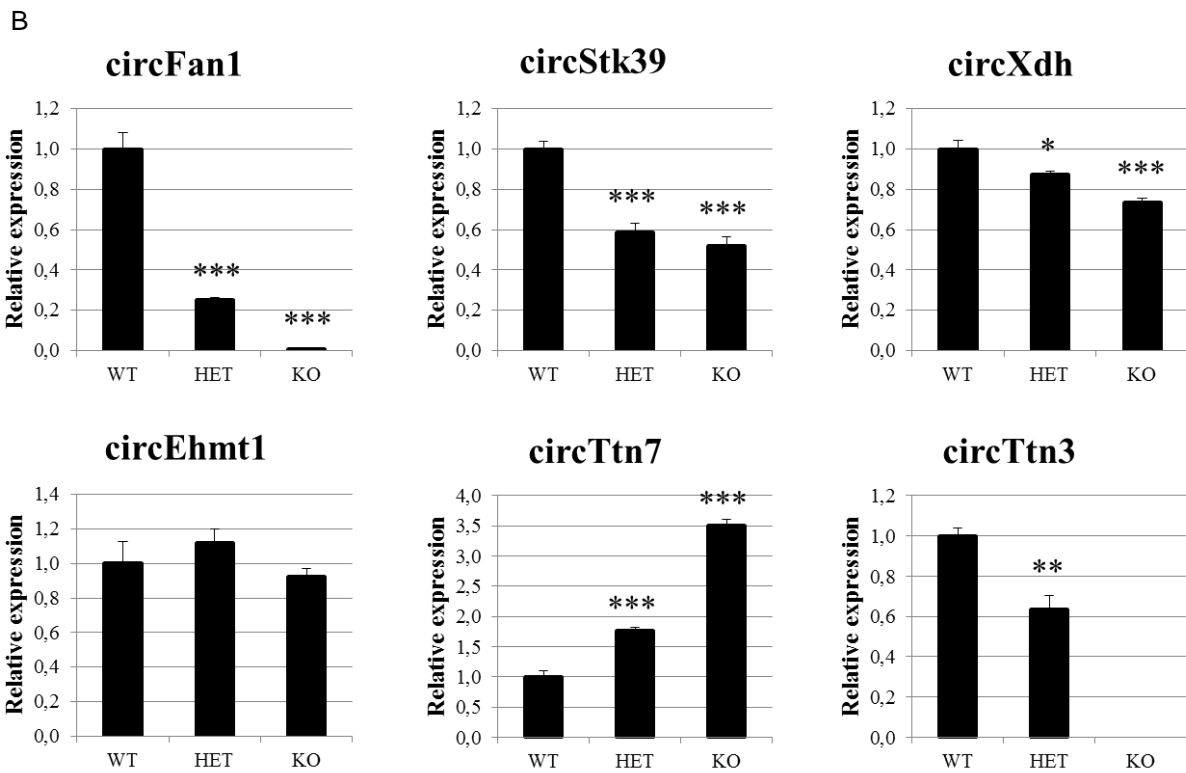 B
circFan1
Relative expression
1,2
1,0
0,8
0,6
0,4
0,2
0,0
***
***
WT HET KO
circStk39
Relative expression
1,2
1,0
0,8
0,6
0,4
0,2
0,0
***
***
WT HET KO
circXdh
Relative expression
1,2
1,0
0,8
0,6
0,4
0,2
0,0
*
***
WT HET KO
circEhmt1
Relative expression
1,4
1,2
1,0
0,8
0,6
0,4
0,2
0,0
WT HET KO
circTtn7
Relative expression
4,0
3,5
3,0
2,5
2,0
1,5
1,0
0,5
0,0
***
***
WT HET KO
circTtn3
Relative expression
1,2
1,0
0,8
0,6
0,4
0,2
0,0
**
WT HET KO